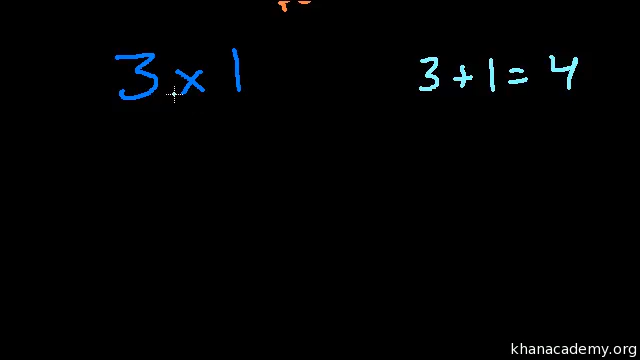 3 x 1
3 + 1 = 4
khanacademy.org